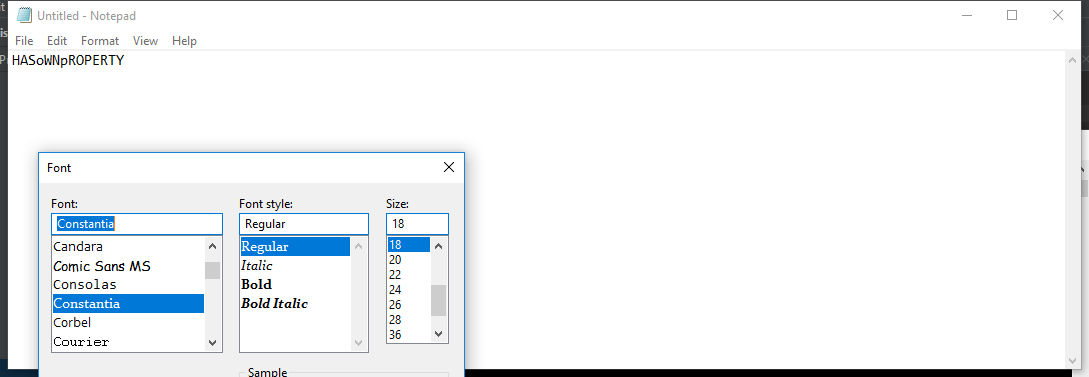 Untitled - Notepad
File Edit Format View Help
HASoWNpROPERTY
Font
Font: Font style: Size:
Constantia Regular 18
Candara Regular 18
Comic Sans MS Italic 20
Consolas Bold 22
Constantia Bold Italic 24
Corbel 26
Courier 28
36
Sample